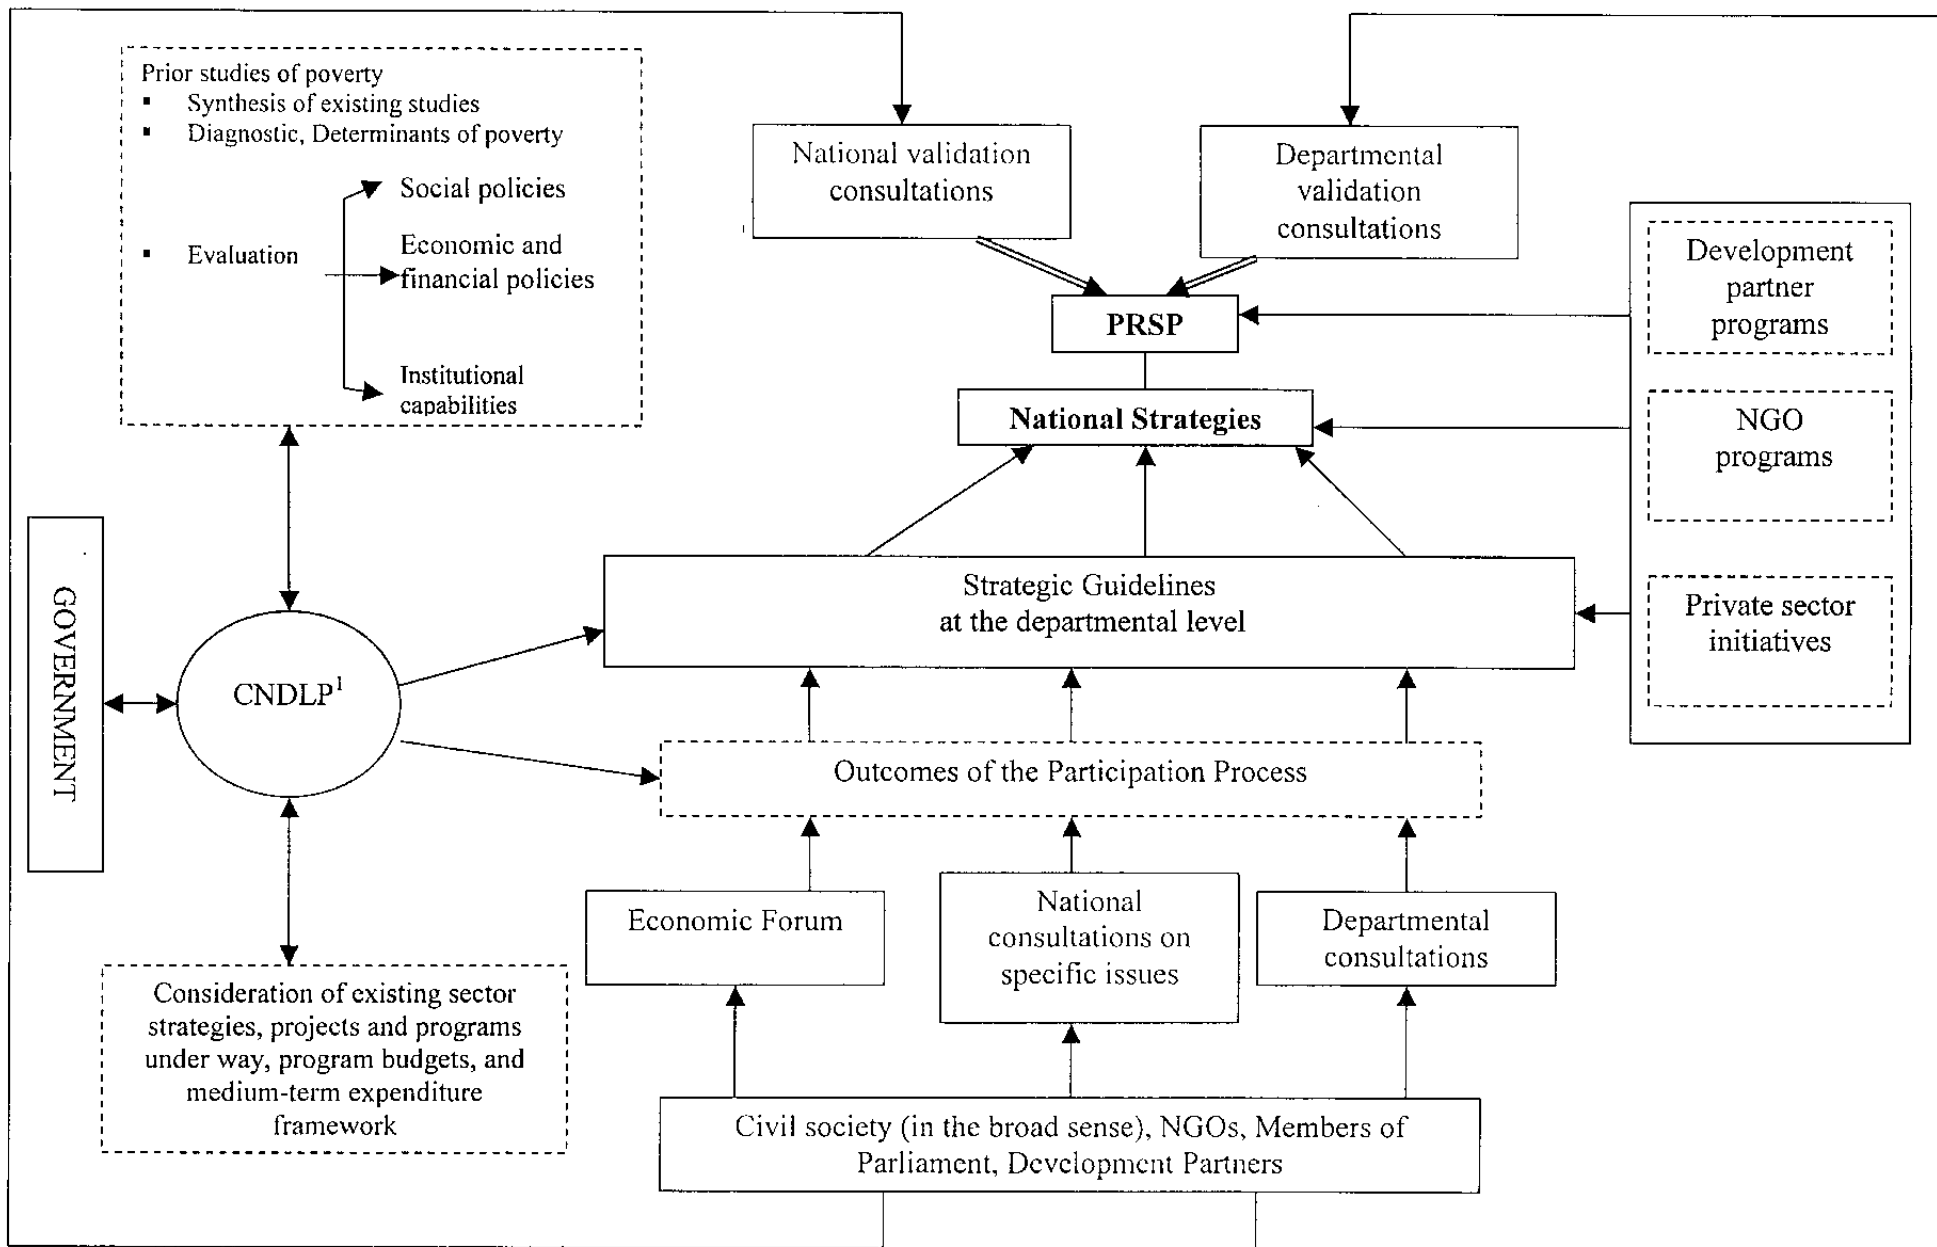 Prior studies of poverty
▪ Synthesis of existing studies
▪ Diagnostic, Determinants of poverty
Social policies
▪ Evaluation
Economic and
financial policies
Institutional
capabilities
National validation
consultations
Departmental
validation
consultations
PRSP
National Strategies
Development
partner
programs
NGO
programs
Private sector
initiatives
GOVERNMENT
CNDLP¹
Strategic Guidelines
at the departmental level
Outcomes of the Participation Process
Economic Forum
National
consultations on
specific issues
Departmental
consultations
Consideration of existing sector
strategies, projects and programs
under way, program budgets, and
medium-term expenditure
framework
Civil society (in the broad sense), NGOs, Members of
Parliament, Development Partners